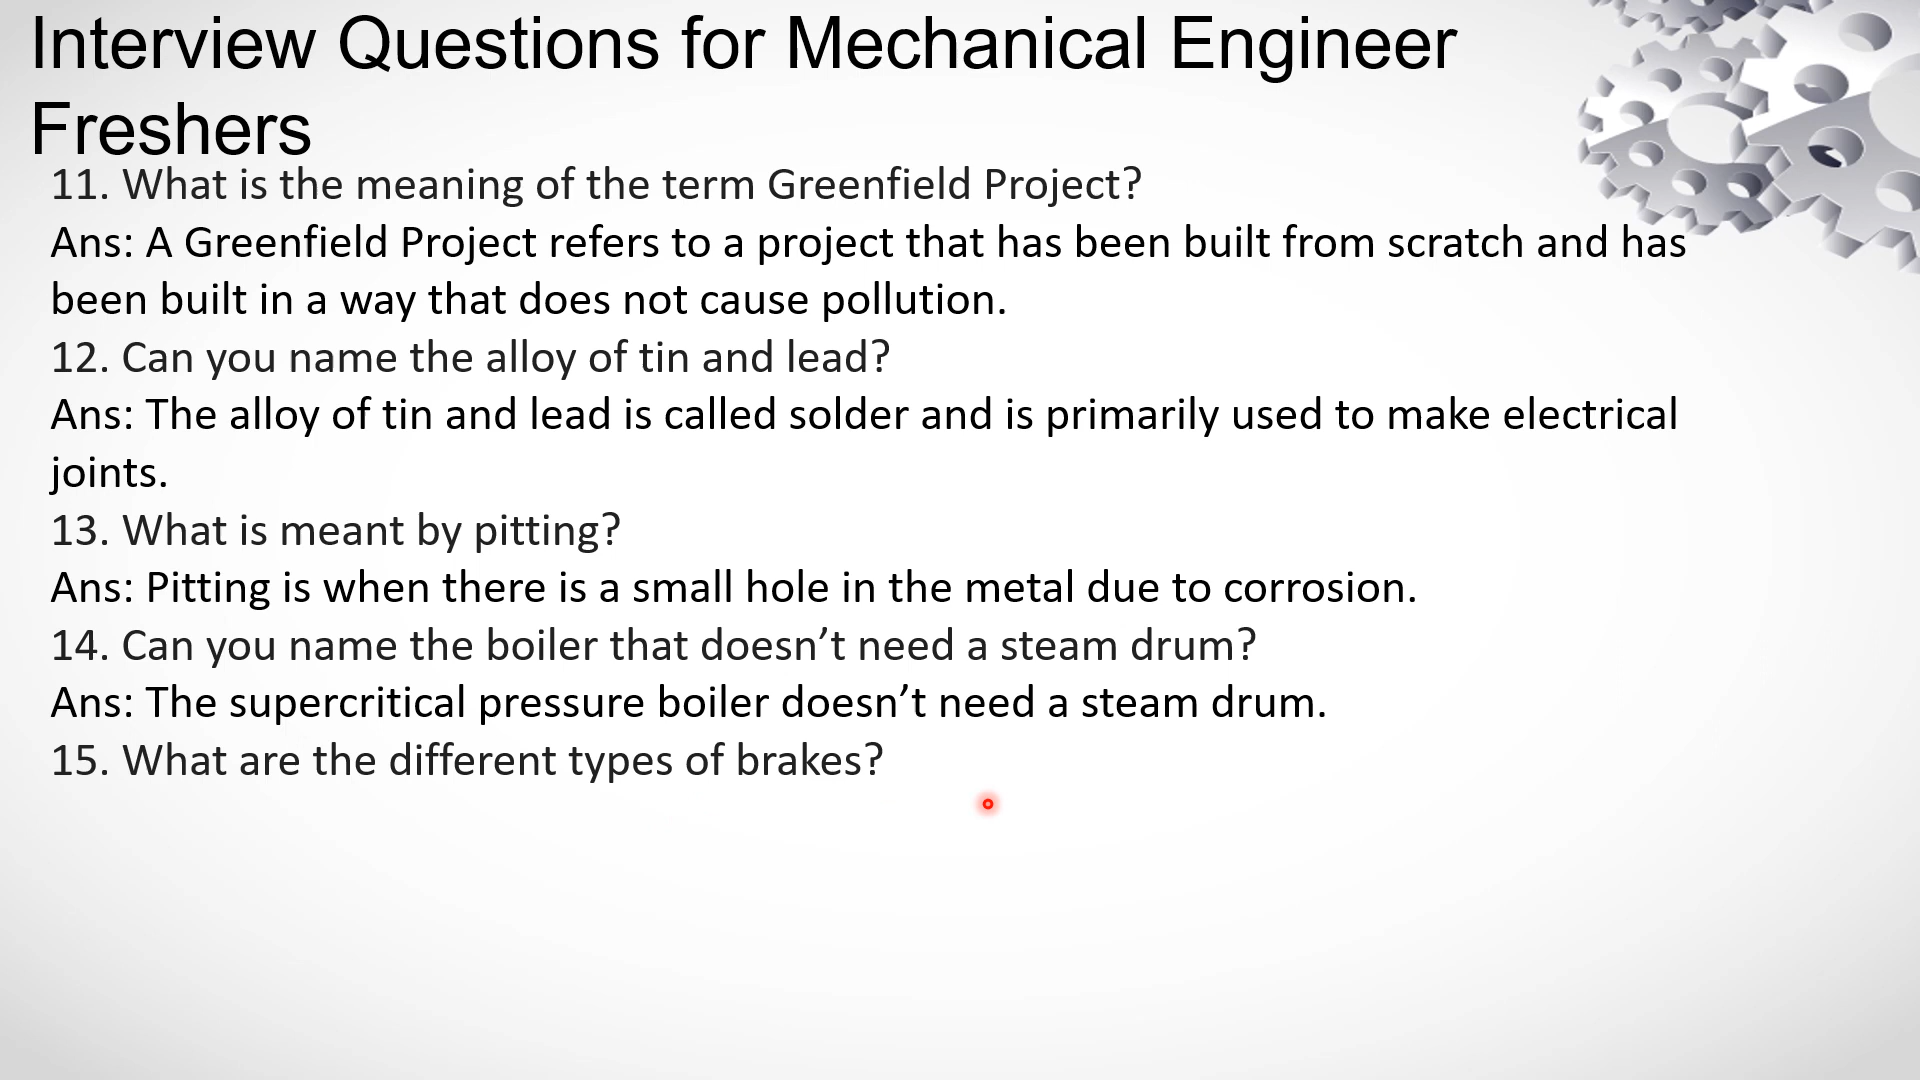 Interview Questions for Mechanical Engineer
Freshers
11. What is the meaning of the term Greenfield Project?
Ans: A Greenfield Project refers to a project that has been built from scratch and has
been built in a way that does not cause pollution.
12. Can you name the alloy of tin and lead?
Ans: The alloy of tin and lead is called solder and is primarily used to make electrical
joints.
13. What is meant by pitting?
Ans: Pitting is when there is a small hole in the metal due to corrosion.
14. Can you name the boiler that doesn’t need a steam drum?
Ans: The supercritical pressure boiler doesn’t need a steam drum.
15. What are the different types of brakes?